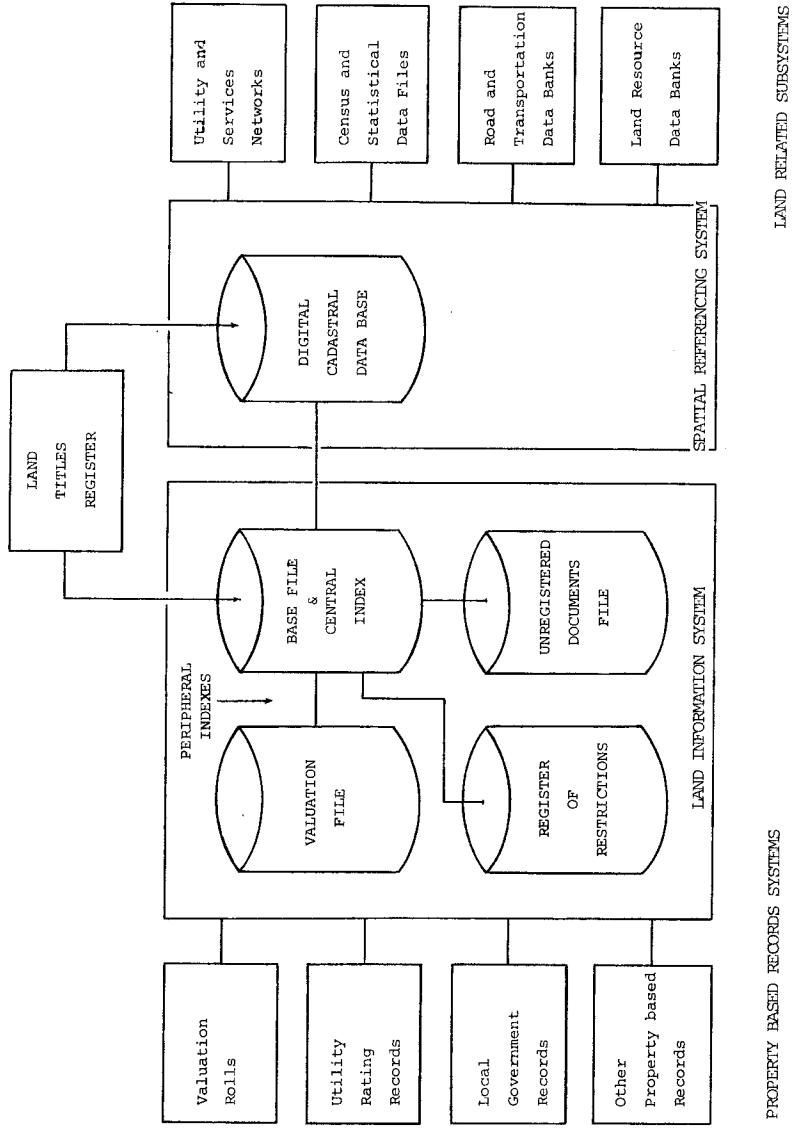 LAND
TITLES
REGISTER
PERIPHERAL
INDEXES
Valuation
Rolls
Utility
Rating
Records
Local
Government
Records
Other
Property based
Records
VALUATION
FILE
BASE FILE
&
CENTRAL
INDEX
REGISTER
OF
RESTRICTIONS
UNREGISTERED
DOCUMENTS
FILE
LAND INFORMATION SYSTEM
DIGITAL
CADASTRAL
DATA BASE
SPATIAL REFERENCING SYSTEM
Utility and
Services
Networks
Census and
Statistical
Data Files
Road and
Transportation
Data Banks
Land Resource
Data Banks
PROPERTY BASED RECORDS SYSTEMS
LAND RELATED SUBSYSTEMS